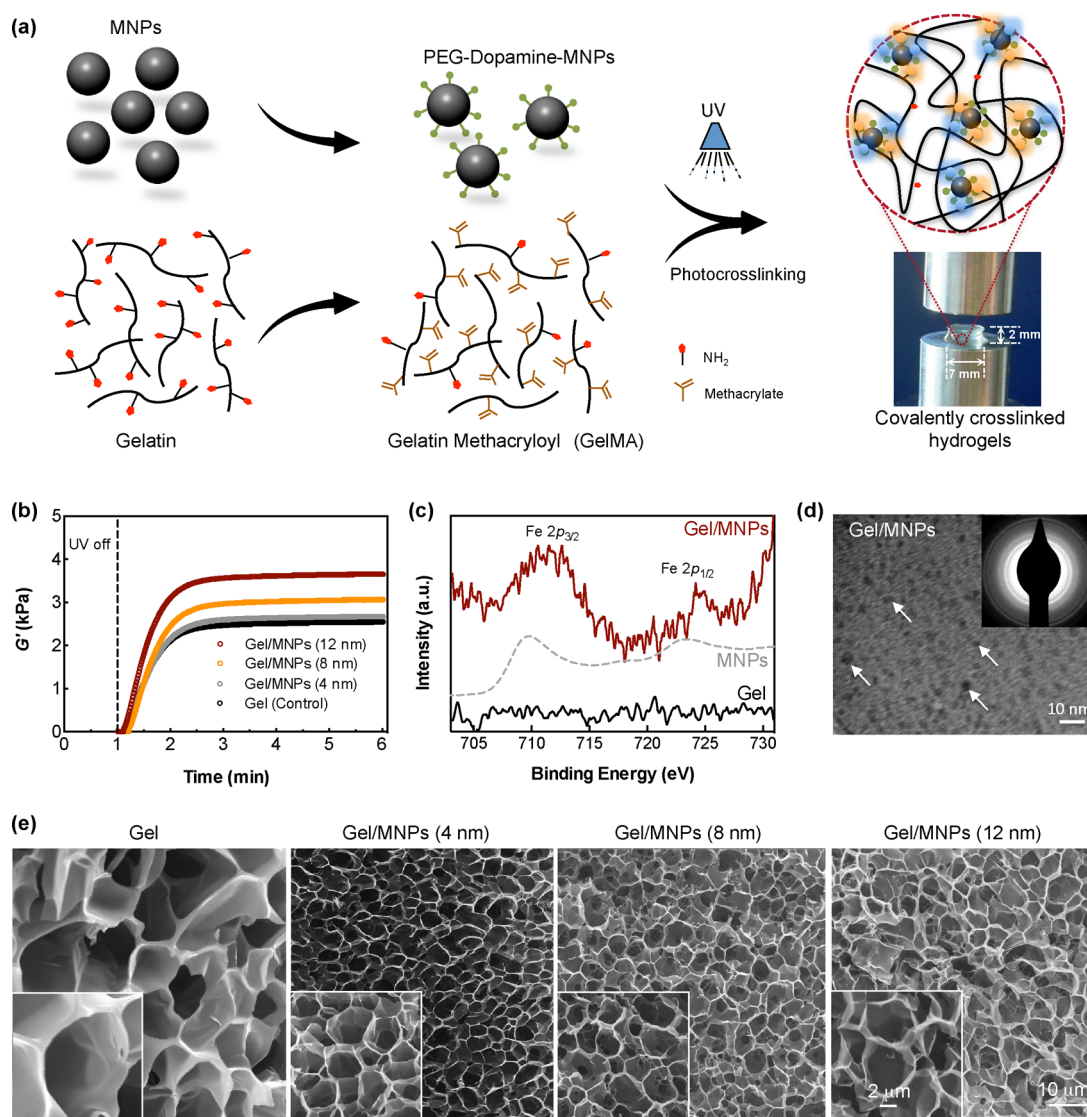 (a)
MNPs
PEG-Dopamine-MNPs
UV
Photocrosslinking
2 mm
7 mm
NH2
Methacrylate
Gelatin
Gelatin Methacryloyl (GelMA)
Covalently crosslinked
hydrogels
(b)
5
4
3
2
1
0
G′ (kPa)
UV off
Gel/MNPs (12 nm)
Gel/MNPs (8 nm)
Gel/MNPs (4 nm)
Gel (Control)
0 1 2 3 4 5 6
Time (min)
(c)
Intensity (a.u.)
Fe 2p3/2
Gel/MNPs
Fe 2p1/2
MNPs
Gel
705 710 715 720 725 730
Binding Energy (eV)
(d)
Gel/MNPs
10 nm
(e)
Gel
Gel/MNPs (4 nm)
Gel/MNPs (8 nm)
Gel/MNPs (12 nm)
2 μm
10 μm